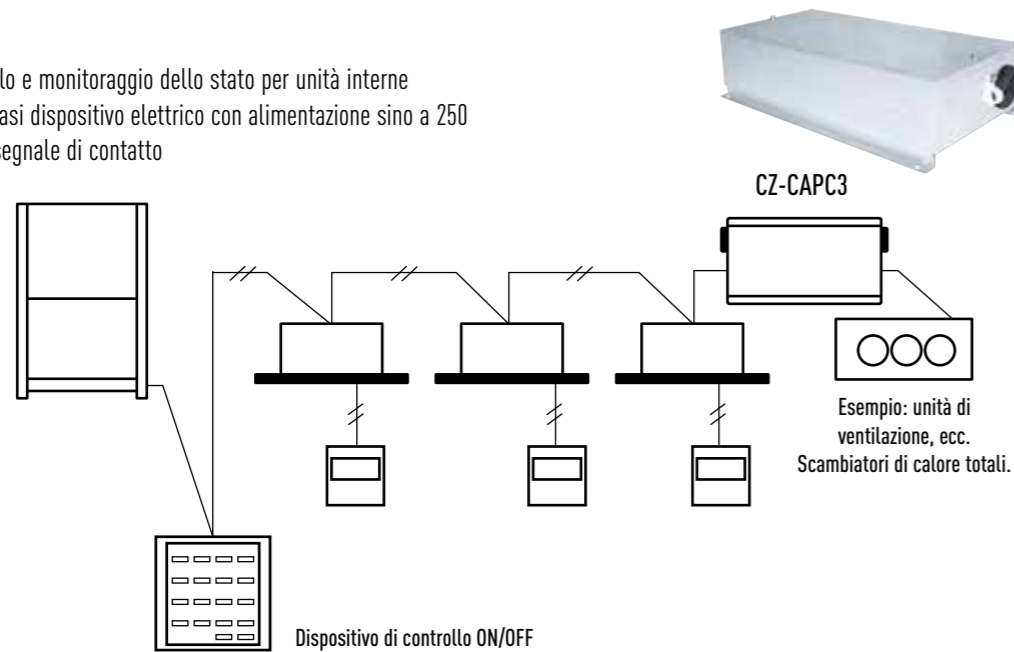 lo e monitoraggio dello stato per unità interne
asi dispositivo elettrico con alimentazione sino a 250
segnale di contatto
CZ-CAPC3
Esempio: unità di
ventilazione, ecc.
Scambiatori di calore totali.
Dispositivo di controllo ON/OFF